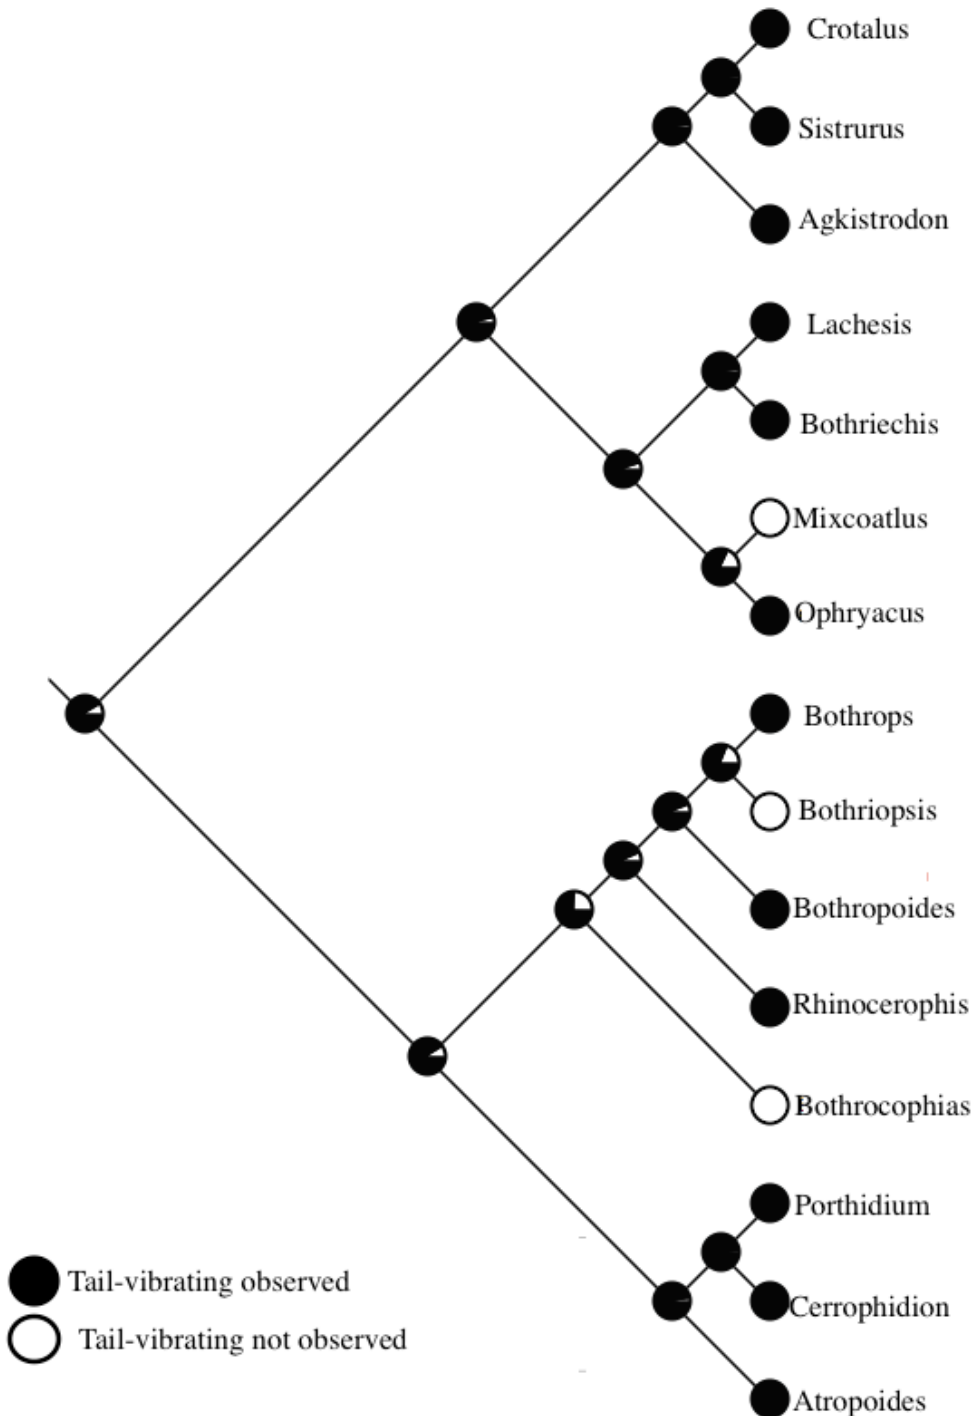 Crotalus
Sistrurus
Agkistrodon
Lachesis
Bothriechis
Mixcoatlus
Ophryacus
Bothrops
Bothriopsis
Bothropoides
Rhinocerophis
Bothrocophias
Porthidium
Cerrophidion
Atropoides
Tail-vibrating observed
Tail-vibrating not observed